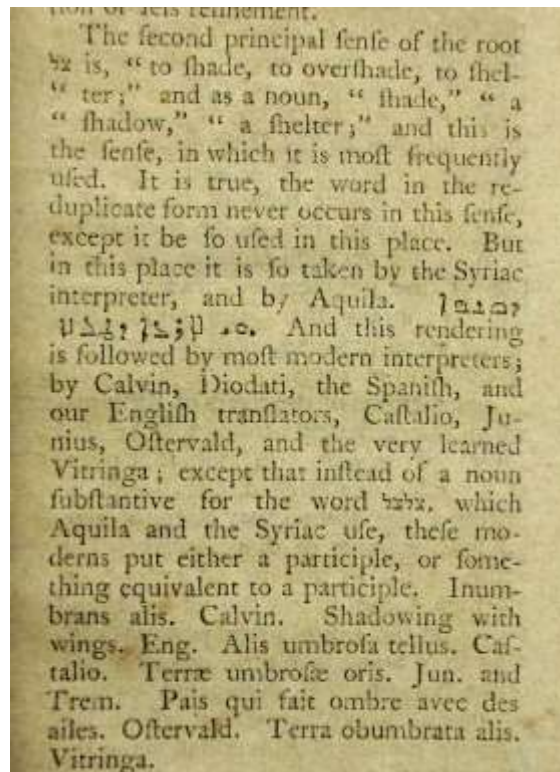 tion or acts refinement.
The ſecond principal ſenſe of the root
צל is, “ to ſhade, to overſhade, to ſhel-
“ ter;” and as a noun, “ ſhade,” “ a
“ ſhadow,” “ a ſhelter;” and this is
the ſenſe, in which it is moſt frequently
uſed. It is true, the word in the re-
duplicate form never occurs in this ſenſe,
except it be ſo uſed in this place. But
in this place it is ſo taken by the Syriac
interpreter, and by Aquila.
And this rendering
is followed by moſt modern interpreters;
by Calvin, Diodati, the Spaniſh, and
our Engliſh tranſlators, Caſtalio, Ju-
nius, Oſtervald, and the very learned
Vitringa; except that inſtead of a noun
ſubſtantive for the word צלצל. which
Aquila and the Syriac uſe, theſe mo-
derns put either a participle, or ſome-
thing equivalent to a participle. Inum-
brans alis. Calvin. Shadowing with
wings. Eng. Alis umbroſa tellus. Caſ-
talio. Terræ umbroſæ oris. Jun. and
Trem. Pais qui fait ombre avec des
ailes. Oſtervald. Terra obumbrata alis.
Vitringa.